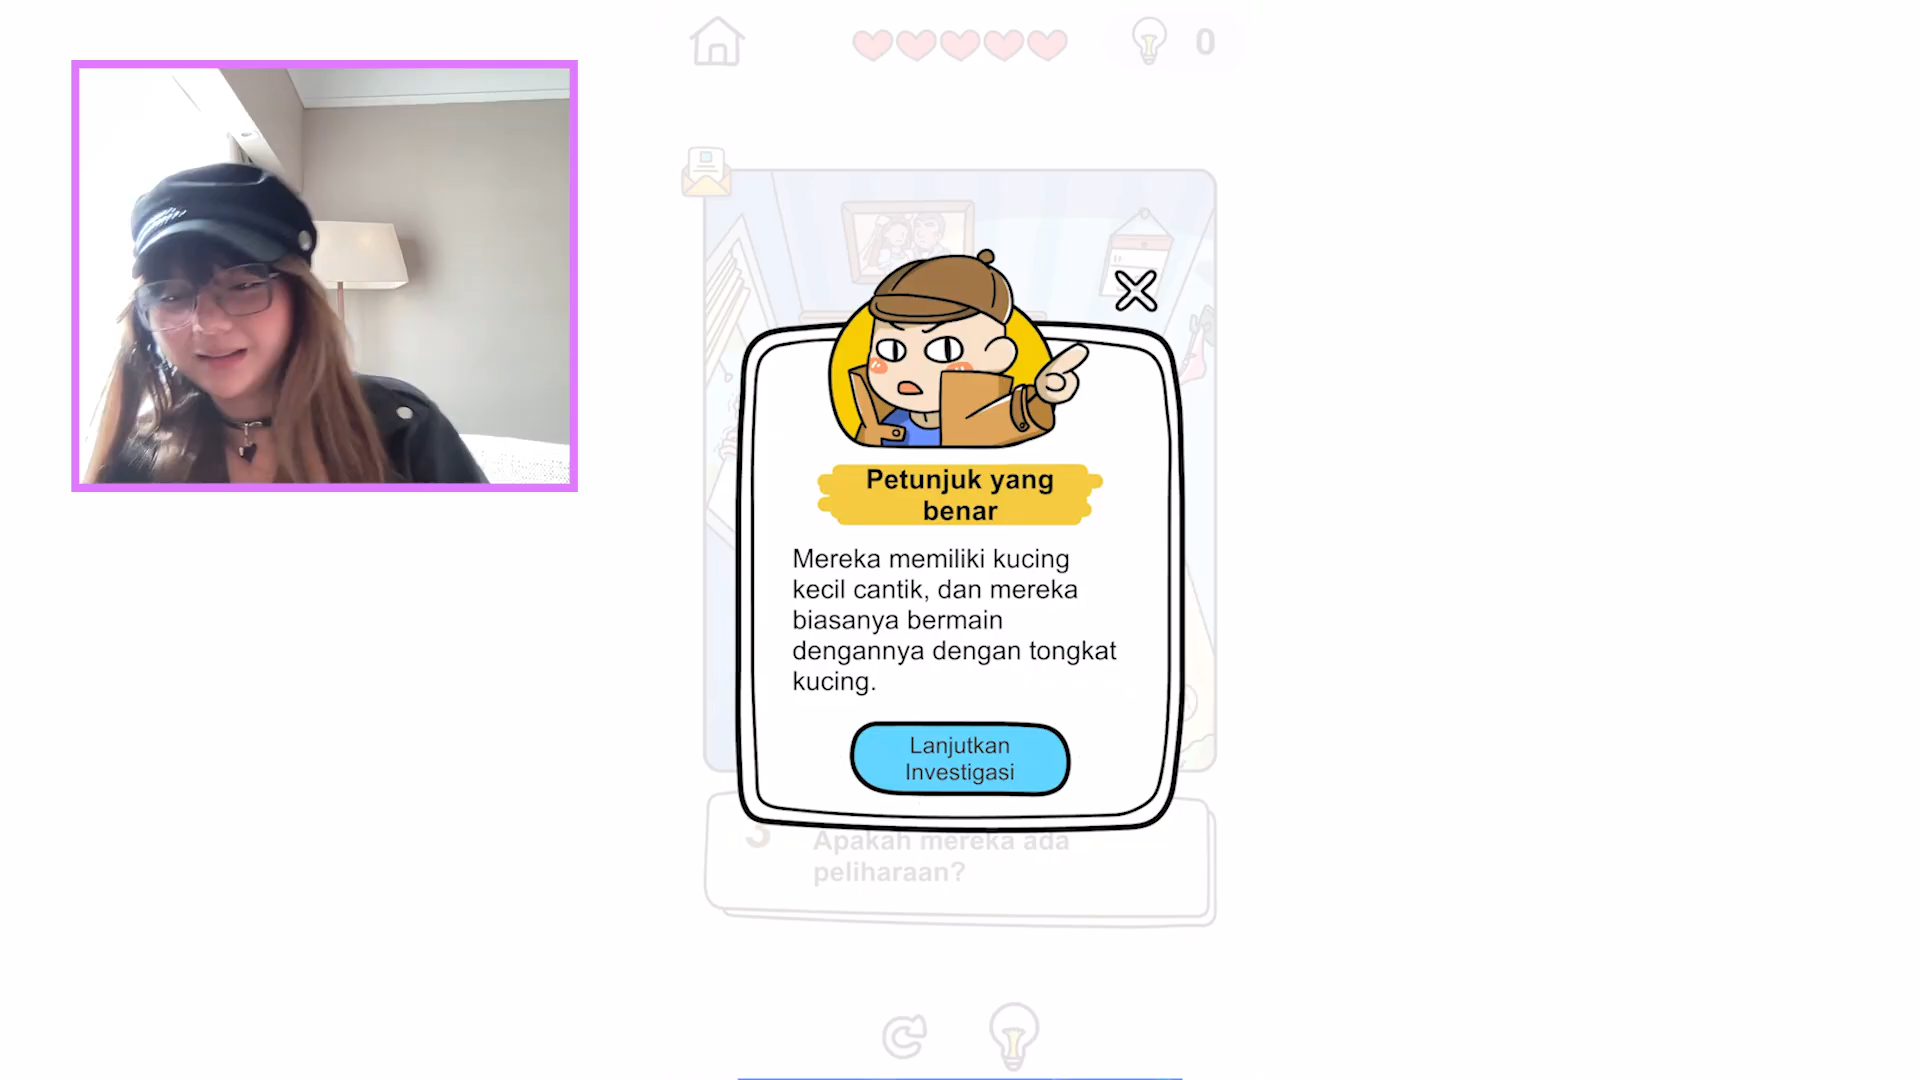 0
Petunjuk yang
benar
Mereka memiliki kucing
kecil cantik, dan mereka
biasanya bermain
dengannya dengan tongkat
kucing.
Lanjutkan
Investigasi
3
Apakah mereka ada
peliharaan?